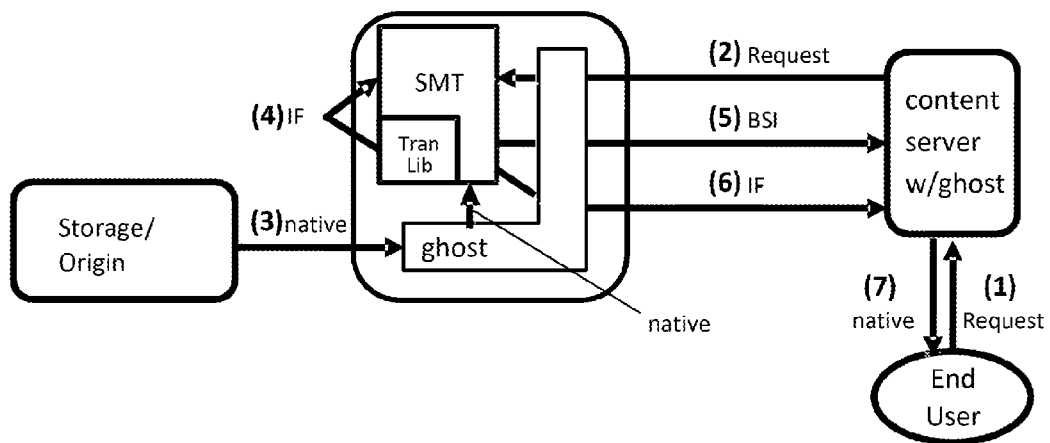 SMT
(2) Request
(4) IF
Tran
Lib
(5) BSI
content
server
w/ghost
(6) IF
Storage/
Origin
(3)native
ghost
native
(7)
native
(1)
Request
End
User